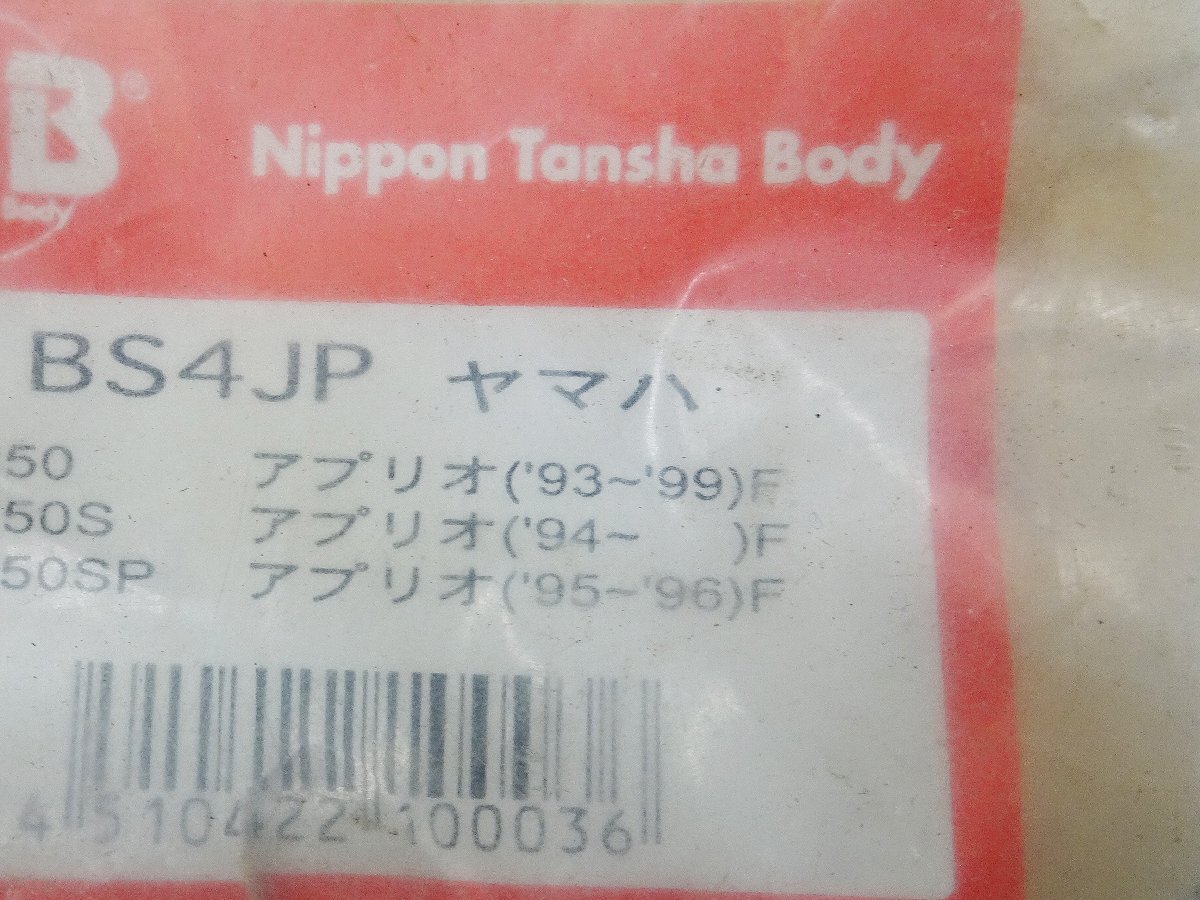 B®
Body
Nippon Tansha Body
BS4JP ヤマハ
50 アプリオ('93~'99)F
50S アプリオ('94~ )F
50SP アプリオ('95~'96)F
4 510422 100036